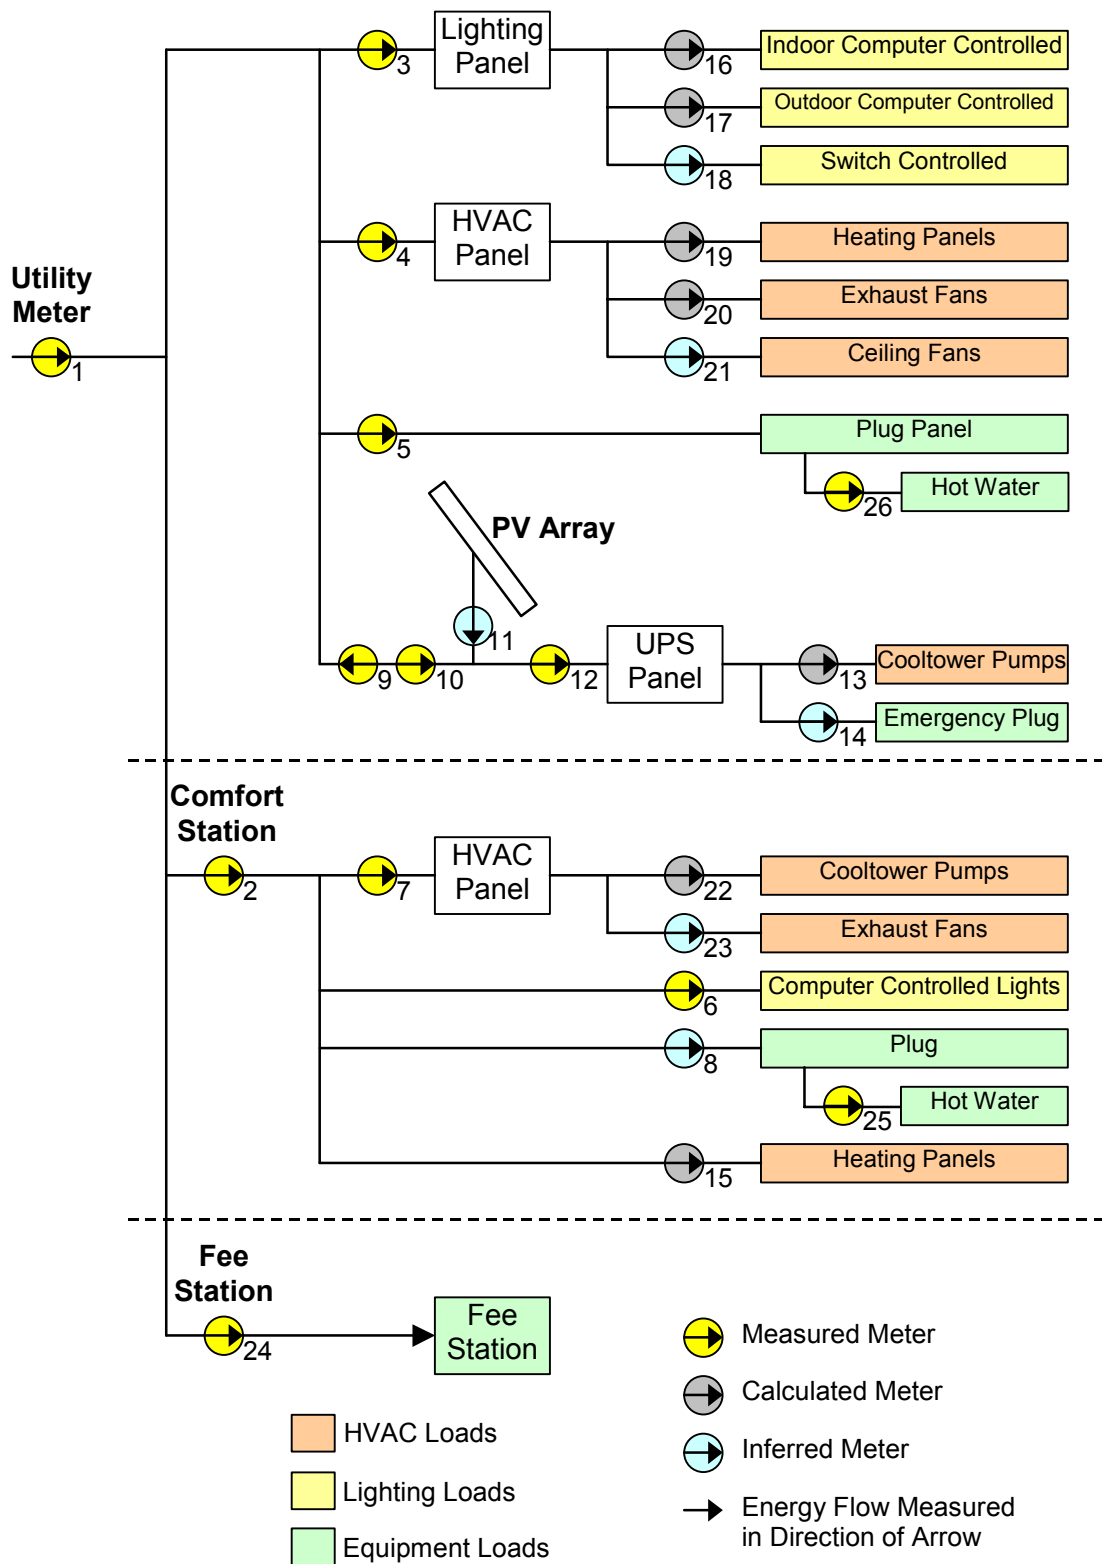 Lighting
Panel
3
16
Indoor Computer Controlled
17
Outdoor Computer Controlled
18
Switch Controlled
HVAC
Panel
4
19
Heating Panels
20
Exhaust Fans
21
Ceiling Fans
Utility
Meter
1
5
Plug Panel
26
Hot Water
PV Array
11
9
10
12
UPS
Panel
13
Cooltower Pumps
14
Emergency Plug
Comfort
Station
2
7
HVAC
Panel
22
Cooltower Pumps
23
Exhaust Fans
6
Computer Controlled Lights
8
Plug
25
Hot Water
15
Heating Panels
Fee
Station
24
Fee
Station
Measured Meter
Calculated Meter
Inferred Meter
Energy Flow Measured
in Direction of Arrow
HVAC Loads
Lighting Loads
Equipment Loads